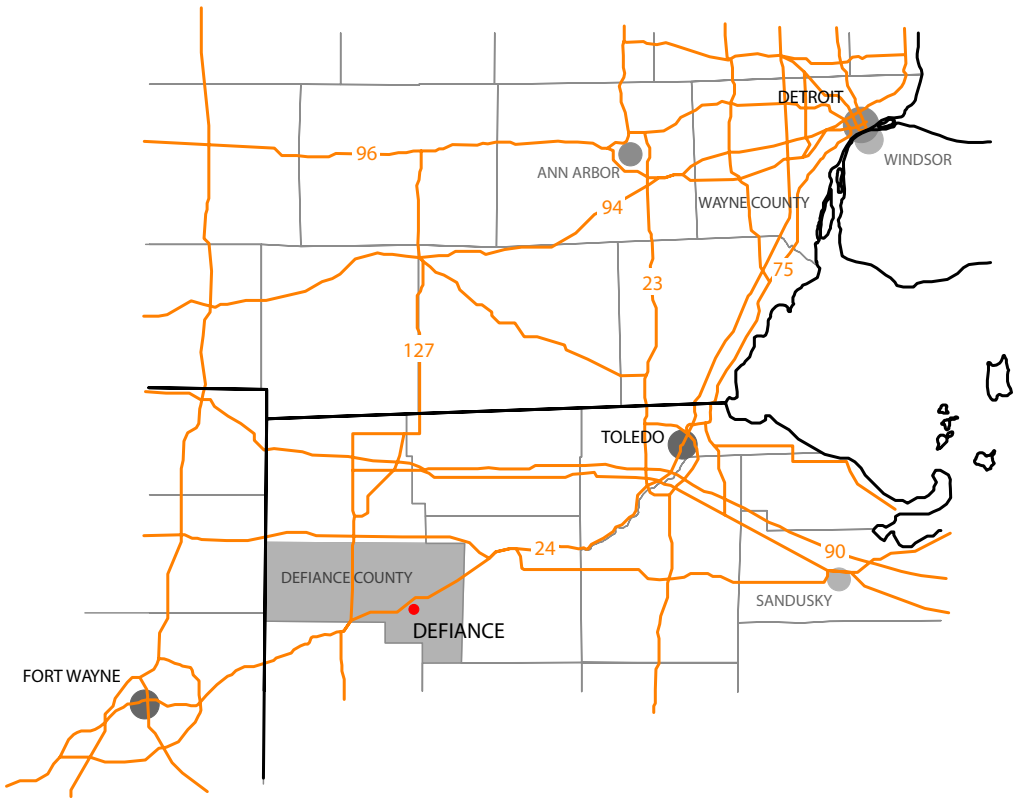 DETROIT
96
WINDSOR
ANN ARBOR
WAYNE COUNTY
94
75
23
127
TOLEDO
24
90
DEFIANCE COUNTY
SANDUSKY
DEFIANCE
FORT WAYNE